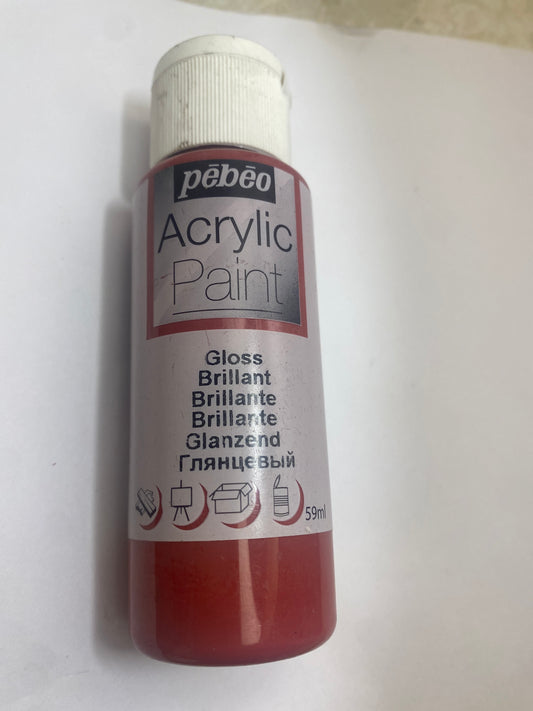 pēbēo
Acrylic
Paint
Gloss
Brillant
Brillante
Brillante
Glanzend
Глянцевый
59ml